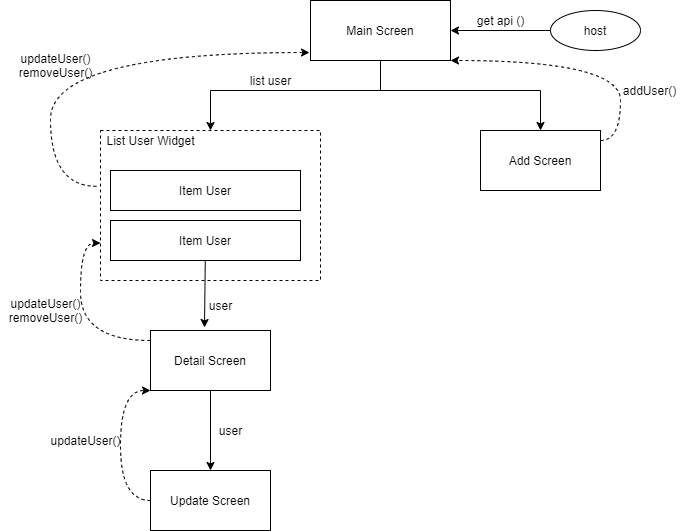 Main Screen
get api ()
host
updateUser()
removeUser()
list user
addUser()
List User Widget
Add Screen
Item User
Item User
updateUser()
removeUser()
user
Detail Screen
user
updateUser()
Update Screen